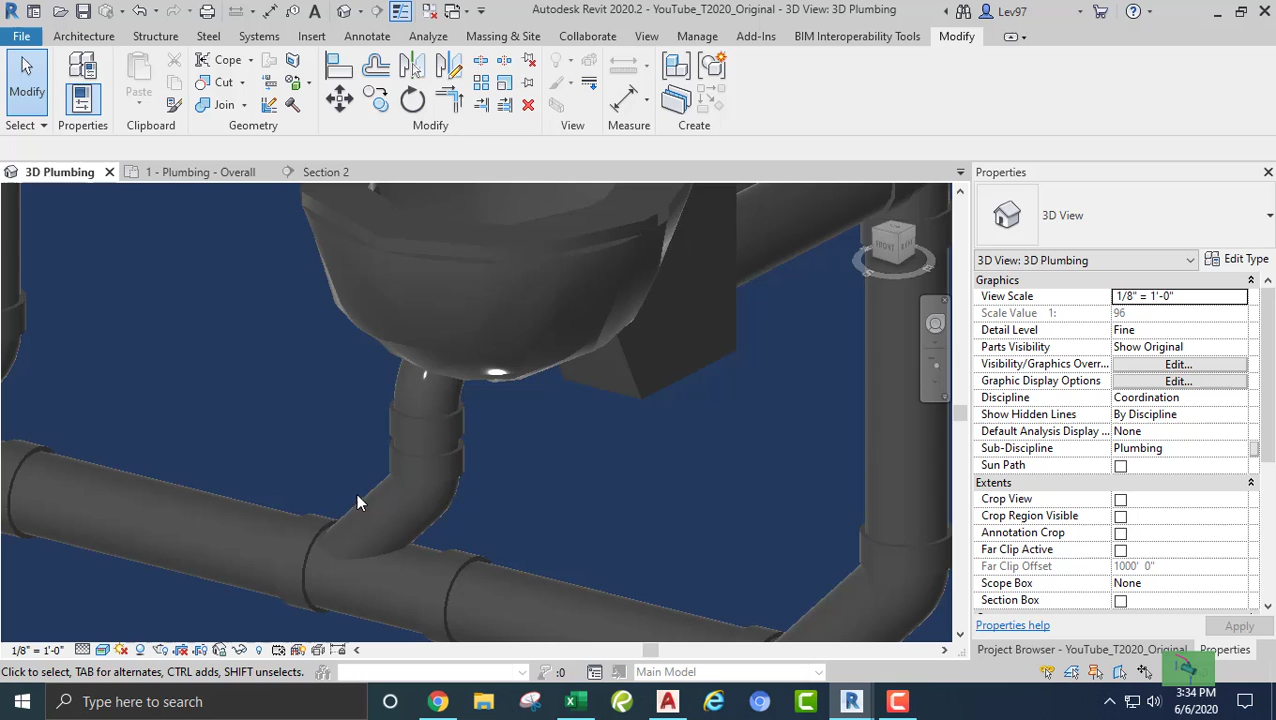 Autodesk Revit 2020.2 - YouTube_T2020_Original - 3D View: 3D Plumbing
Lev97
File Architecture Structure Steel Systems Insert Annotate Analyze Massing & Site Collaborate View Manage Add-Ins BIM Interoperability Tools Modify
Modify
Paste
Cope
Cut
Join
Select Properties Clipboard Geometry Modify View Measure Create
3D Plumbing
1 - Plumbing - Overall
Section 2
FRONT
Properties
3D View
3D View: 3D Plumbing
Edit Type
Graphics
View Scale 1/8" = 1'-0"
Scale Value 1: 96
Detail Level Fine
Parts Visibility Show Original
Visibility/Graphics Overr... Edit...
Graphic Display Options Edit...
Discipline Coordination
Show Hidden Lines By Discipline
Default Analysis Display ... None
Sub-Discipline Plumbing
Sun Path
Extents
Crop View
Crop Region Visible
Annotation Crop
Far Clip Active
Far Clip Offset 1000' 0"
Scope Box None
Section Box
Properties help
Apply
1/8" = 1'-0"
Project Browser - YouTube_T2020_Original
Properties
Click to select, TAB for alternates, CTRL adds, SHIFT unselects.
:0
Main Model
Type here to search
3:34 PM
6/6/2020